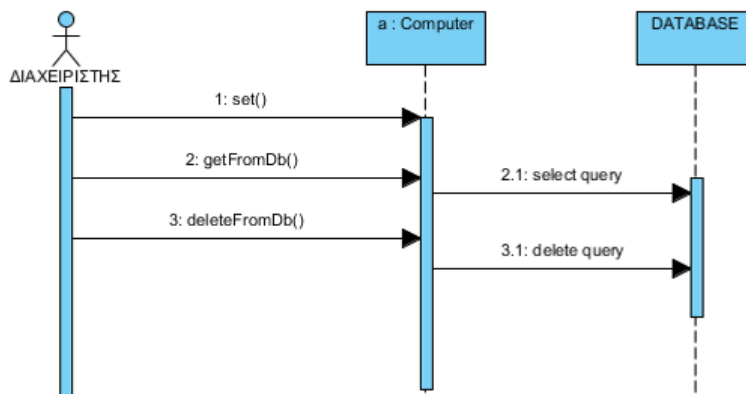 a : Computer
DATABASE
ΔΙΑΧΕΙΡΙΣΤΗΣ
1: set()
2: getFromDb()
2.1: select query
3: deleteFromDb()
3.1: delete query